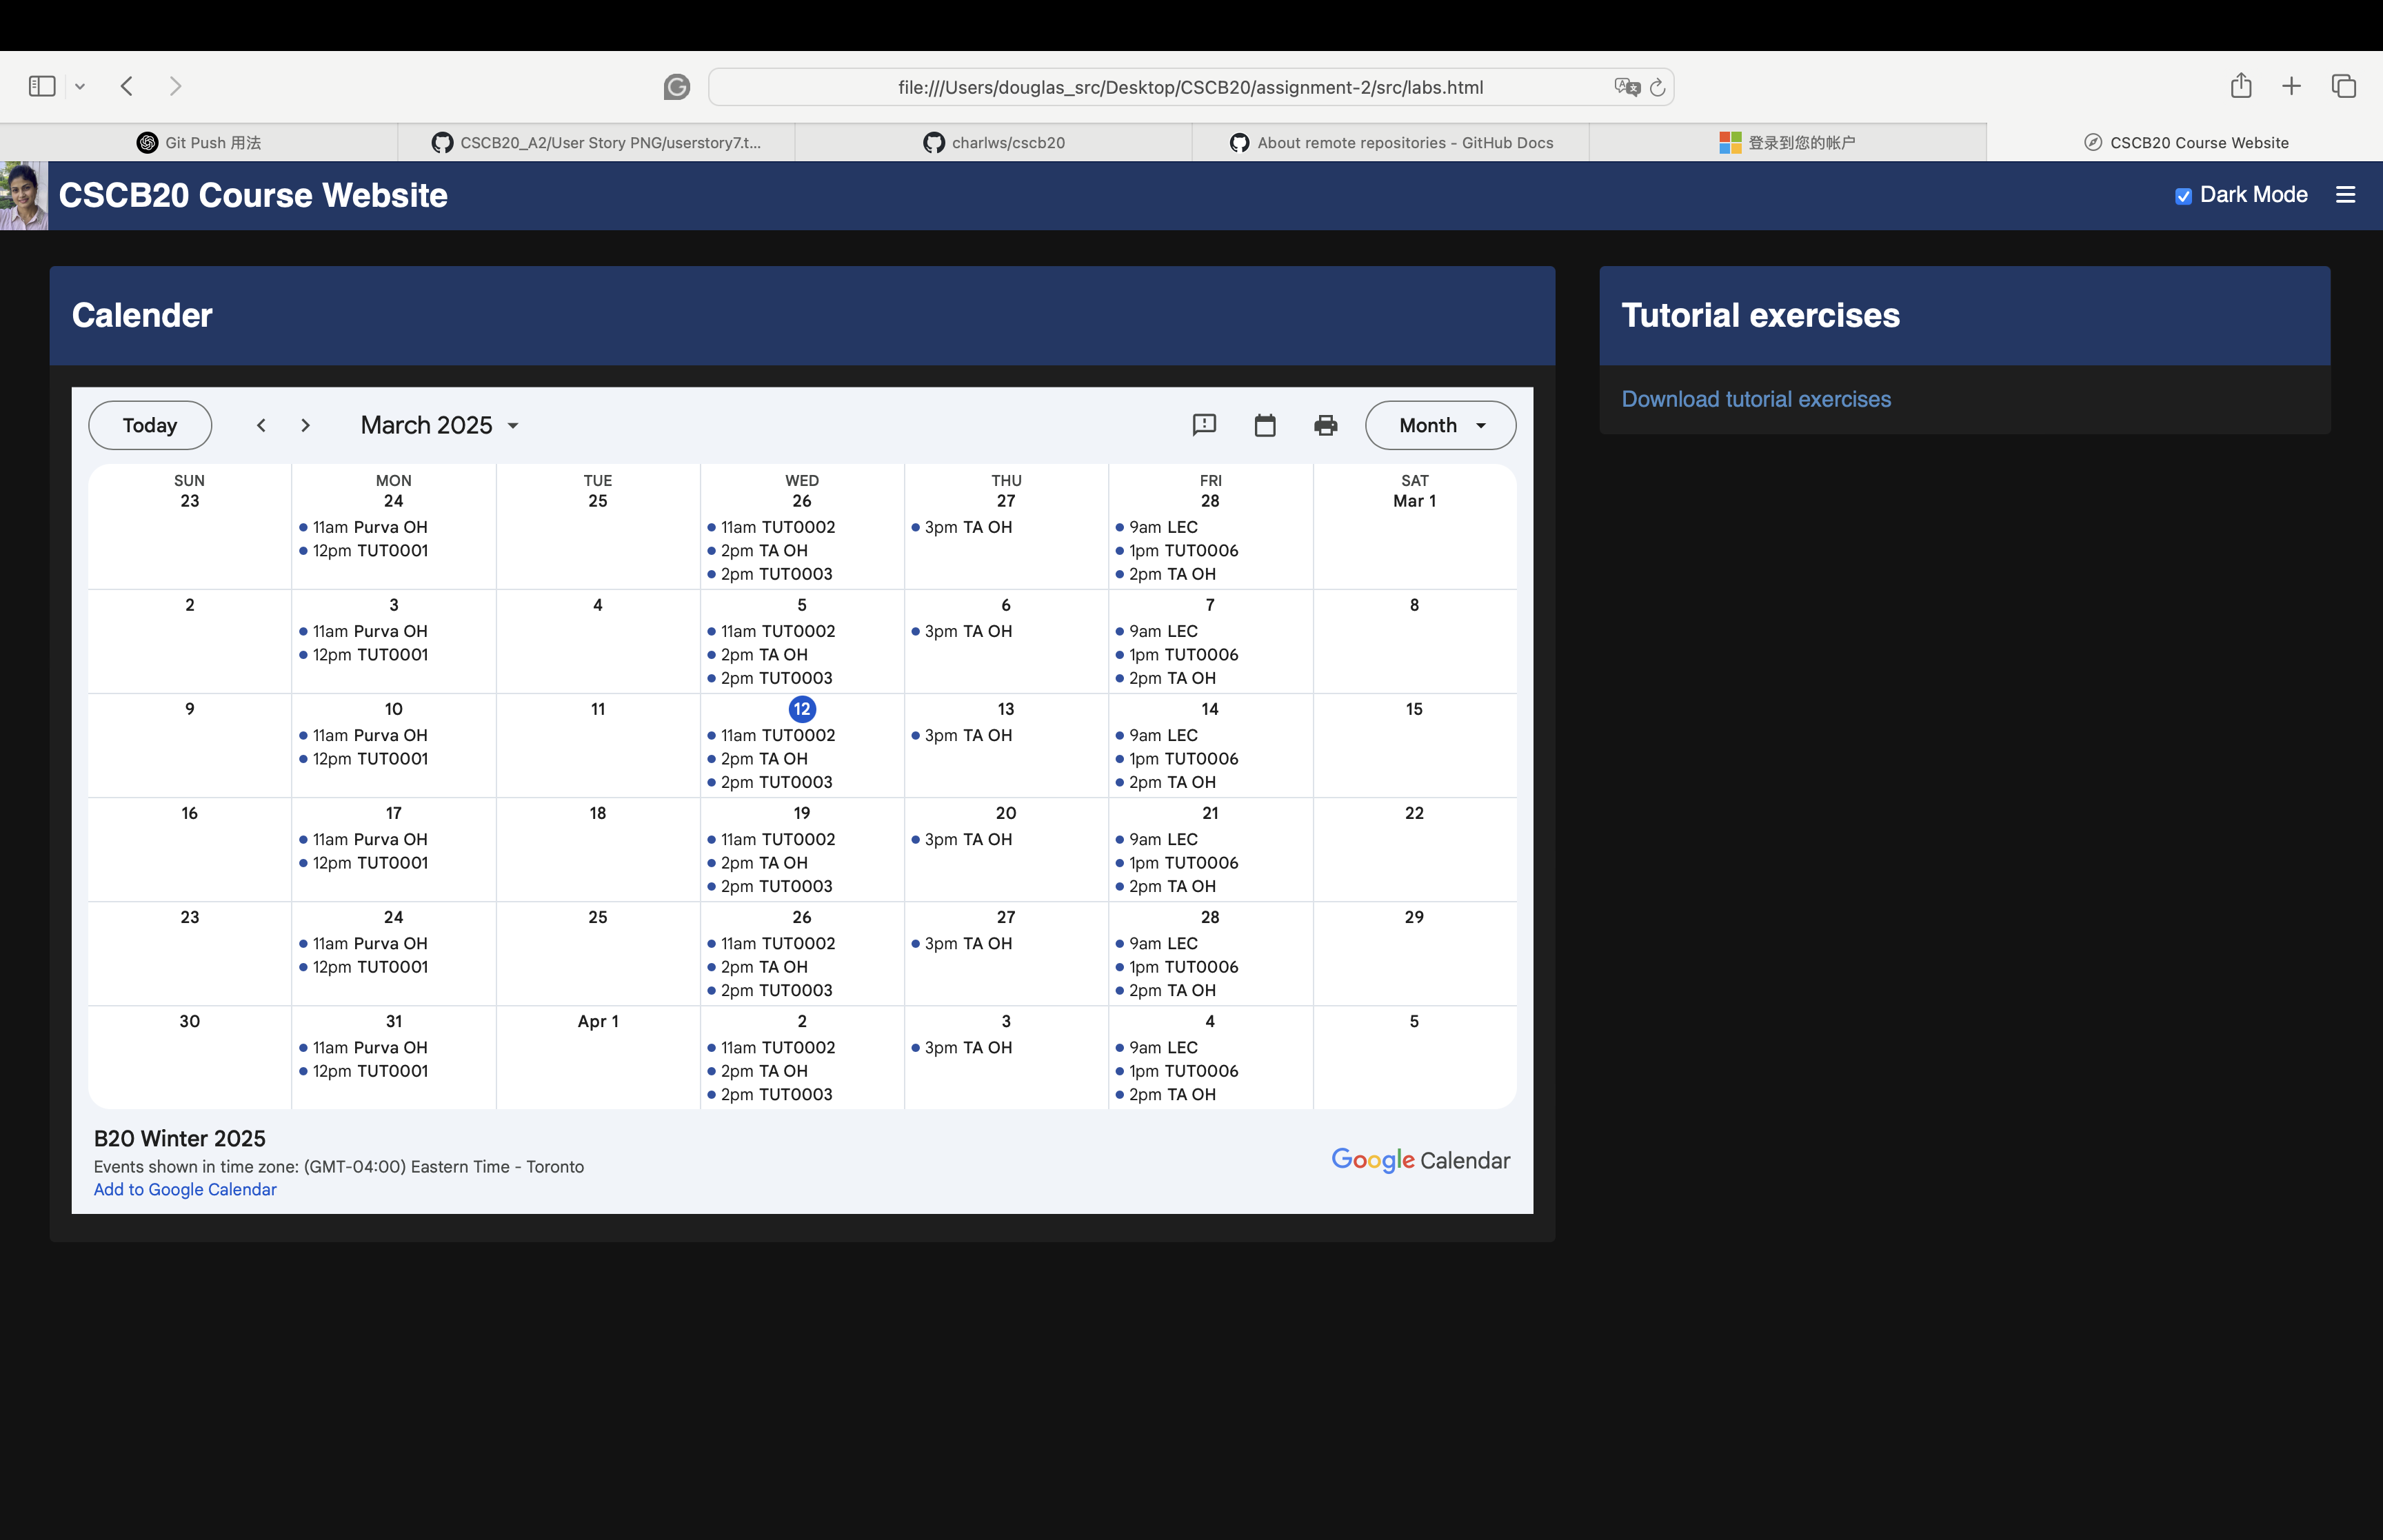 file:///Users/douglas_src/Desktop/CSCB20/assignment-2/src/labs.html
Git Push 用法
CSCB20_A2/User Story PNG/userstory7.t...
charlws/cscb20
About remote repositories - GitHub Docs
登录到您的帐户
CSCB20 Course Website
CSCB20 Course Website
Dark Mode
Calender
Today
March 2025
Month
SUN MON TUE WED THU FRI SAT
23 24 25 26 27 28 Mar 1
11am Purva OH
12pm TUT0001
11am TUT0002
2pm TA OH
2pm TUT0003
3pm TA OH
9am LEC
1pm TUT0006
2pm TA OH
2 3 4 5 6 7 8
11am Purva OH
12pm TUT0001
11am TUT0002
2pm TA OH
2pm TUT0003
3pm TA OH
9am LEC
1pm TUT0006
2pm TA OH
9 10 11 12 13 14 15
11am Purva OH
12pm TUT0001
11am TUT0002
2pm TA OH
2pm TUT0003
3pm TA OH
9am LEC
1pm TUT0006
2pm TA OH
16 17 18 19 20 21 22
11am Purva OH
12pm TUT0001
11am TUT0002
2pm TA OH
2pm TUT0003
3pm TA OH
9am LEC
1pm TUT0006
2pm TA OH
23 24 25 26 27 28 29
11am Purva OH
12pm TUT0001
11am TUT0002
2pm TA OH
2pm TUT0003
3pm TA OH
9am LEC
1pm TUT0006
2pm TA OH
30 31 Apr 1 2 3 4 5
11am Purva OH
12pm TUT0001
11am TUT0002
2pm TA OH
2pm TUT0003
3pm TA OH
9am LEC
1pm TUT0006
2pm TA OH
B20 Winter 2025
Events shown in time zone: (GMT-04:00) Eastern Time - Toronto
Add to Google Calendar
Google Calendar
Tutorial exercises
Download tutorial exercises